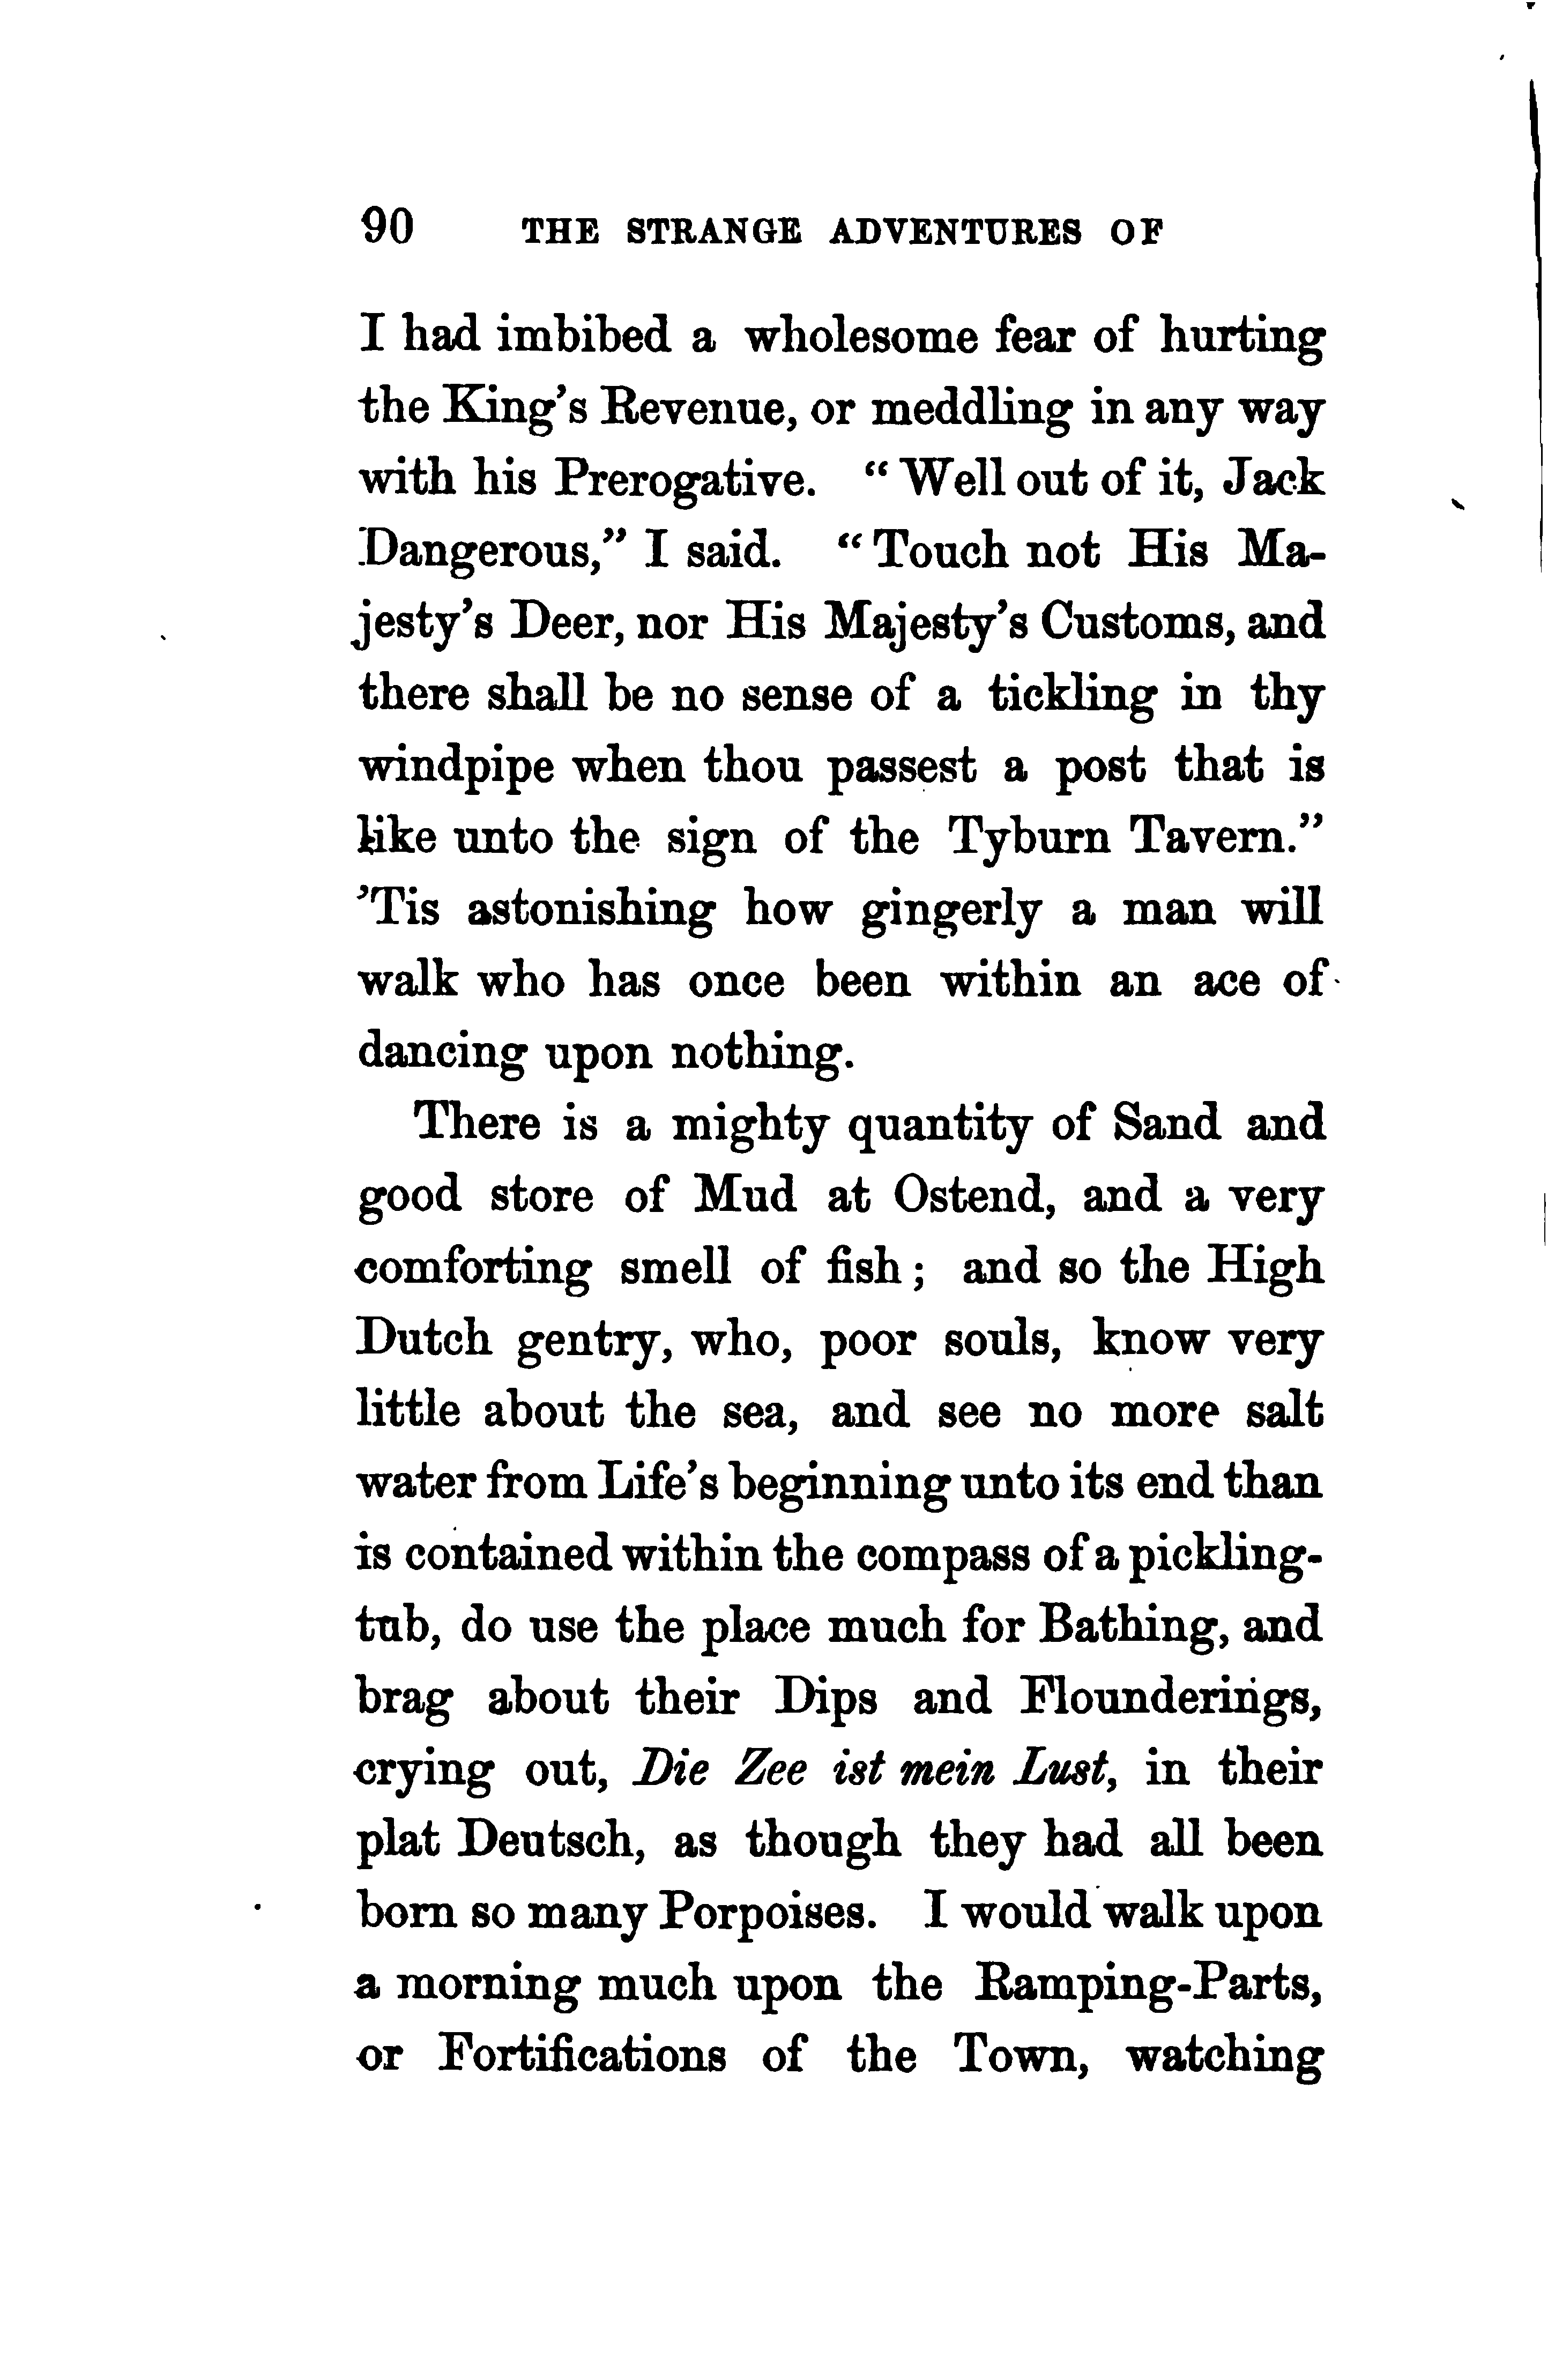 90 THE STRANGE ADVENTURES OF
I had imbibed a wholesome fear of hurting
the King's Revenue, or meddling in any way
with his Prerogative. “Well out of it, Jack
Dangerous,” I said. “Touch not His Ma-
jesty's Deer, nor His Majesty's Customs, and
there shall be no sense of a tickling in thy
windpipe when thou passest a post that is
like unto the sign of the Tyburn Tavern.”
'Tis astonishing how gingerly a man will
walk who has once been within an ace of
dancing upon nothing.
There is a mighty quantity of Sand and
good store of Mud at Ostend, and a very
comforting smell of fish; and so the High
Dutch gentry, who, poor souls, know very
little about the sea, and see no more salt
water from Life's beginning unto its end than
is contained within the compass of a pickling-
tub, do use the place much for Bathing, and
brag about their Dips and Flounderings,
crying out, Die Zee ist mein Lust, in their
plat Deutsch, as though they had all been
born so many Porpoises. I would walk upon
a morning much upon the Ramping-Parts,
or Fortifications of the Town, watching